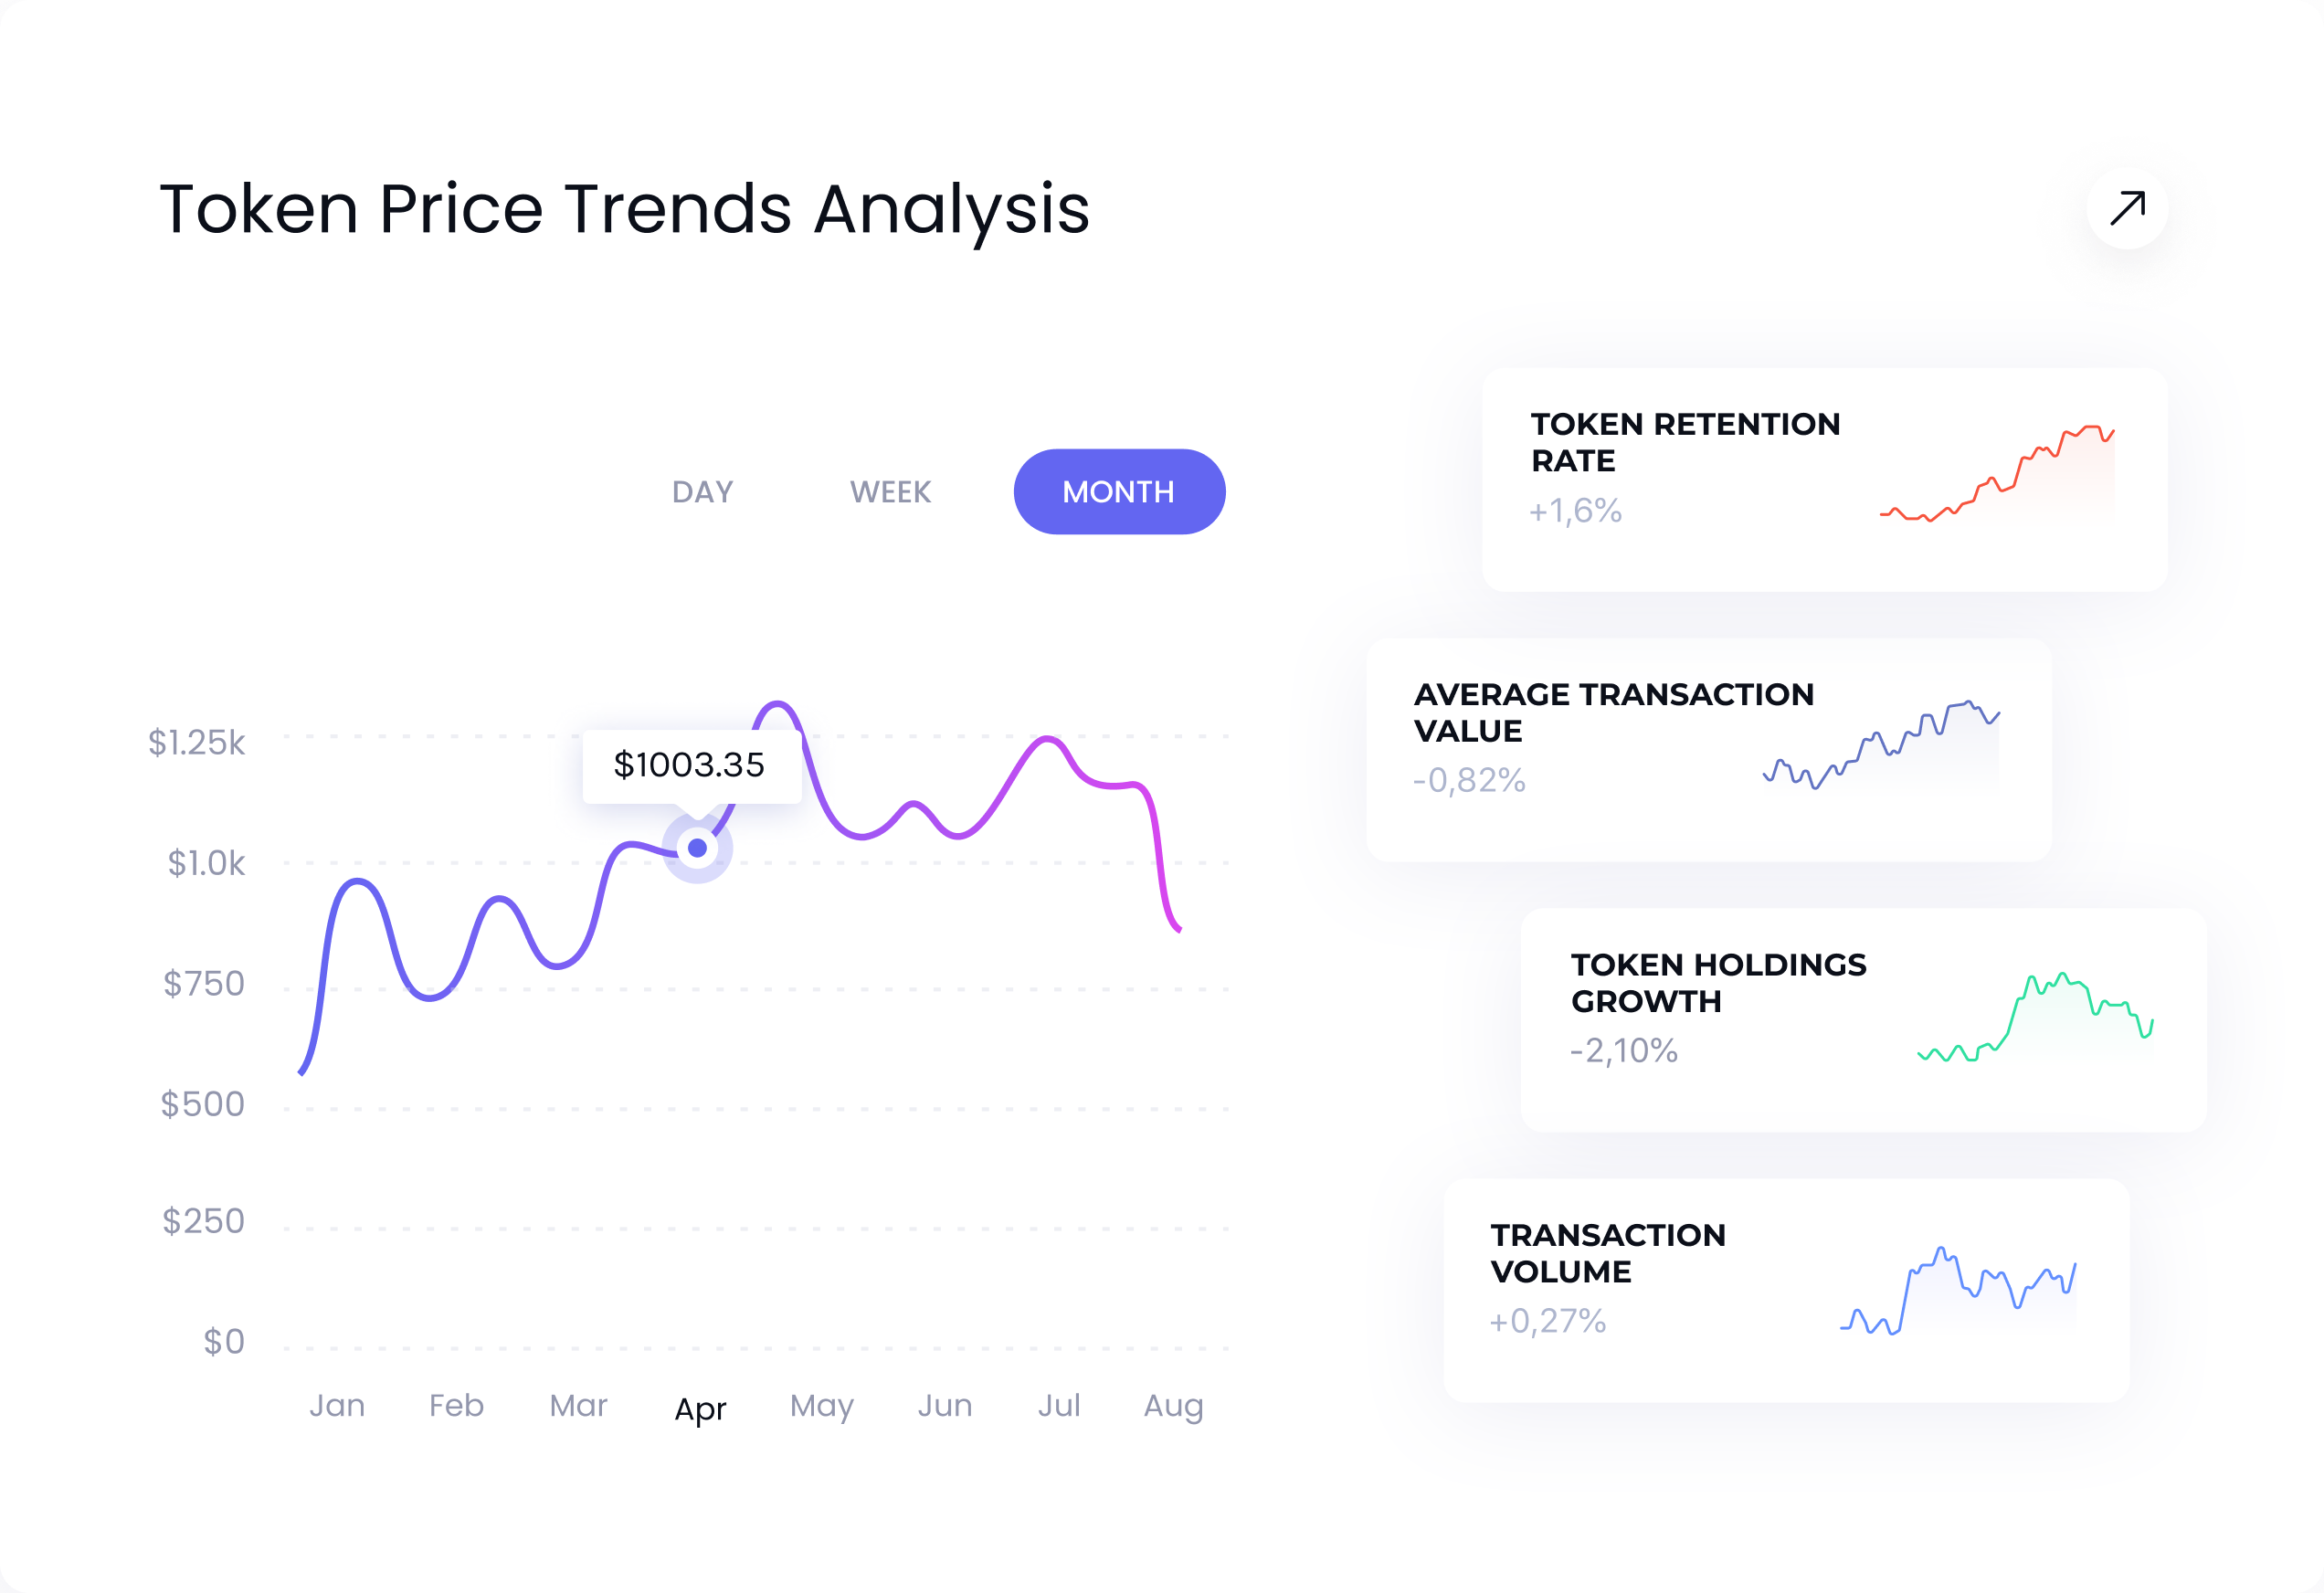 Token Price Trends Analysis
DAY
WEEK
MONTH
$1.25k
$1.0k
$750
$500
$250
$0
$1003.35
Jan
Feb
Mar
Apr
May
Jun
Jul
Aug
TOKEN RETENTION
RATE
+1,6%
AVERAGE TRANSACTION
VALUE
-0,82%
TOKEN HOLDINGS
GROWTH
-2,10%
TRANSACTION
VOLUME
+0,27%